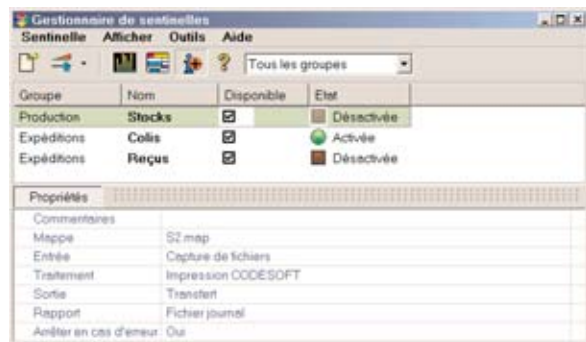 Gestionnaire de sentinelles
Sentinelle Afficher Outils Aide
Tous les groupes
Groupe Nom Disponible Etat
Production Stocks Désactivée
Expéditions Colis Activée
Expéditions Reçus Désactivée
Propriétés
Commentaires
Mappe S2.map
Entrée Capture de fichiers
Traitement Impression CODESOFT
Sortie Transfert
Rapport Fichier journal
Arrêter en cas d'erreur Oui